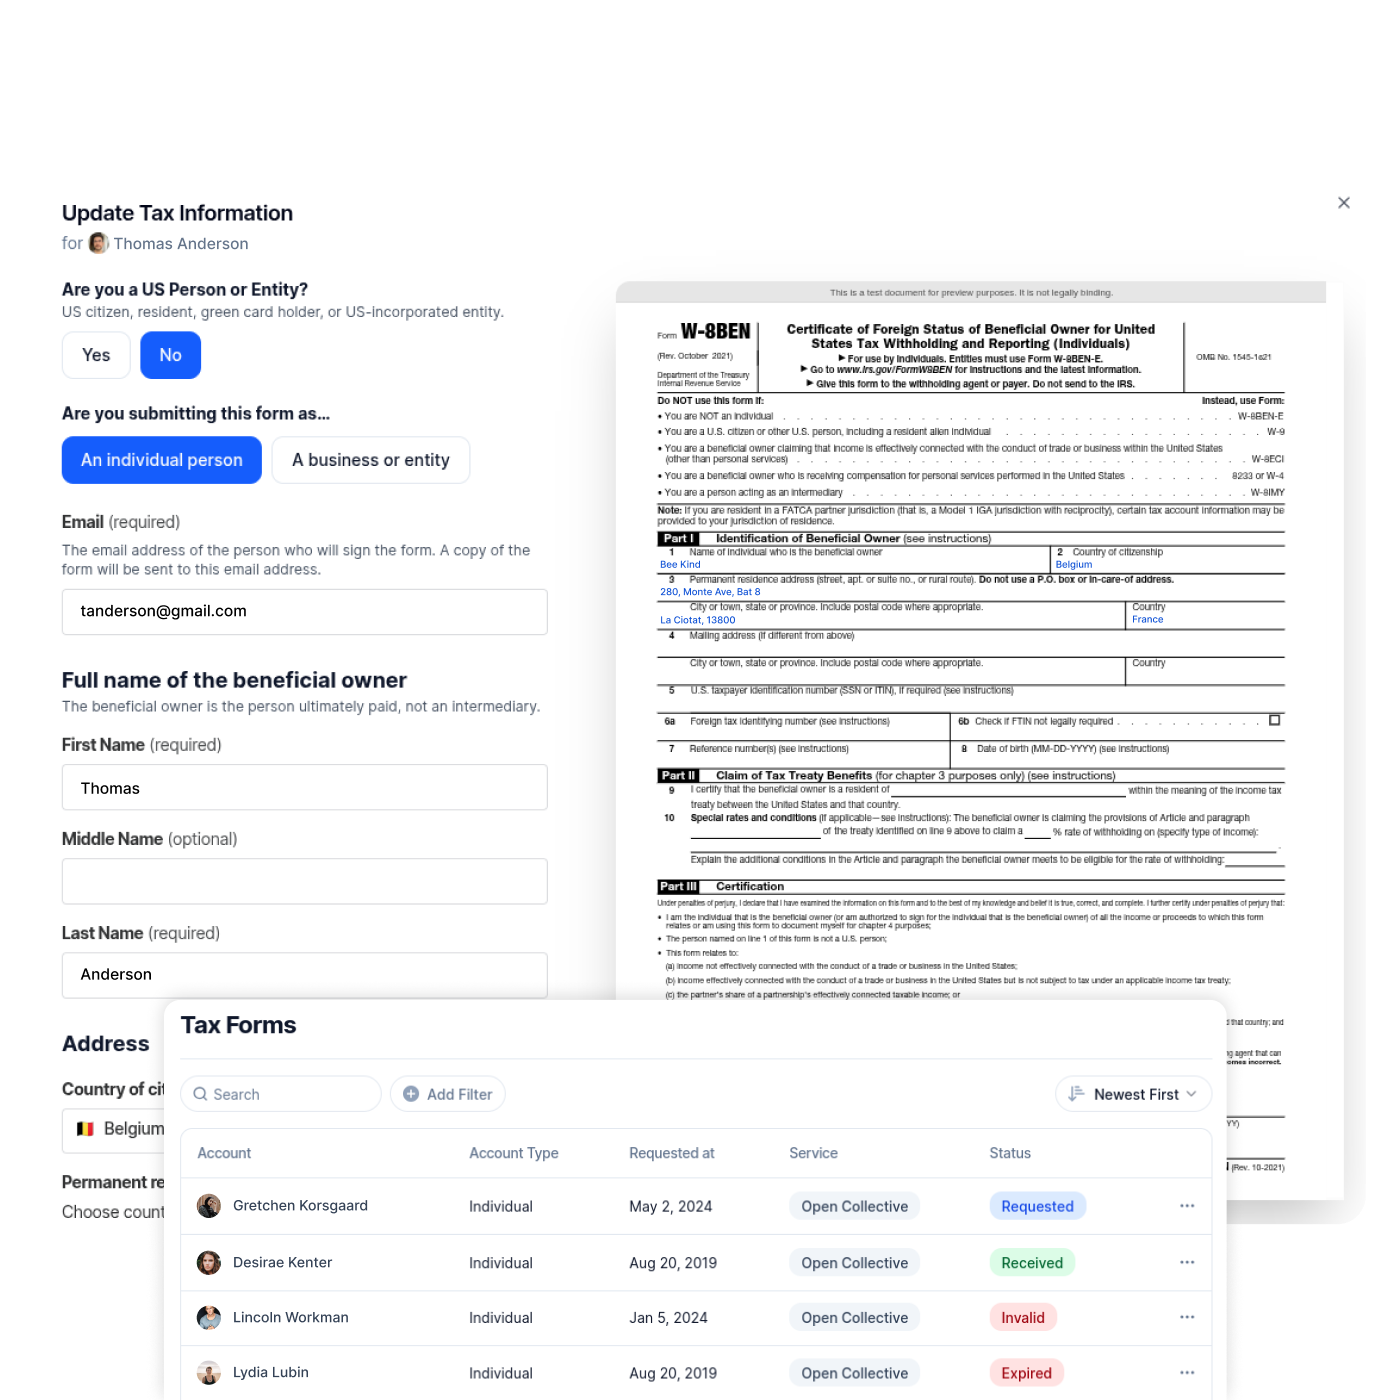 Update Tax Information
for Thomas Anderson
Are you a US Person or Entity?
US citizen, resident, green card holder, or US-incorporated entity.
Yes No
Are you submitting this form as...
An individual person A business or entity
Email (required)
The email address of the person who will sign the form. A copy of the
form will be sent to this email address.
tanderson@gmail.com
Full name of the beneficial owner
The beneficial owner is the person ultimately paid, not an intermediary.
First Name (required)
Thomas
Middle Name (optional)
Last Name (required)
Anderson
Address
Country of cit
Belgium
Permanent re
Choose count
This is a test document for preview purposes. It is not legally binding.
Form W-8BEN
(Rev. October 2021)
Department of the Treasury
Internal Revenue Service
Certificate of Foreign Status of Beneficial Owner for United
States Tax Withholding and Reporting (Individuals)
▶ For use by individuals. Entities must use Form W-8BEN-E.
▶ Go to www.irs.gov/FormW8BEN for instructions and the latest information.
▶ Give this form to the withholding agent or payer. Do not send to the IRS.
OMB No. 1545-1621
Do NOT use this form if: Instead, use Form:
• You are NOT an individual . . . . . . . . . . . . . . . . . . . . . . . . . . . . . . . . . W-8BEN-E
• You are a U.S. citizen or other U.S. person, including a resident alien individual . . . . . . . . . . . . . . . . . . . W-9
• You are a beneficial owner claiming that income is effectively connected with the conduct of trade or business within the United States
(other than personal services) . . . . . . . . . . . . . . . . . . . . . . . . . . . . . . . . . W-8ECI
• You are a beneficial owner who is receiving compensation for personal services performed in the United States . . . . . . . 8233 or W-4
• You are a person acting as an intermediary . . . . . . . . . . . . . . . . . . . . . . . . . . . . W-8IMY
Note: If you are resident in a FATCA partner jurisdiction (that is, a Model 1 IGA jurisdiction with reciprocity), certain tax account information may be
provided to your jurisdiction of residence.
Part I Identification of Beneficial Owner (see instructions)
1 Name of individual who is the beneficial owner 2 Country of citizenship
Bee Kind Belgium
3 Permanent residence address (street, apt. or suite no., or rural route). Do not use a P.O. box or in-care-of address.
280, Monte Ave, Bat 8
City or town, state or province. Include postal code where appropriate. Country
La Ciotat, 13800 France
4 Mailing address (if different from above)
City or town, state or province. Include postal code where appropriate. Country
5 U.S. taxpayer identification number (SSN or ITIN), if required (see instructions)
6a Foreign tax identifying number (see instructions) 6b Check if FTIN not legally required . . . . . . . . . . .
7 Reference number(s) (see instructions) 8 Date of birth (MM-DD-YYYY) (see instructions)
Part II Claim of Tax Treaty Benefits (for chapter 3 purposes only) (see instructions)
9 I certify that the beneficial owner is a resident of within the meaning of the income tax
treaty between the United States and that country.
10 Special rates and conditions (if applicable—see instructions): The beneficial owner is claiming the provisions of Article and paragraph
of the treaty identified on line 9 above to claim a % rate of withholding on (specify type of income):
.
Explain the additional conditions in the Article and paragraph the beneficial owner meets to be eligible for the rate of withholding:
Part III Certification
Under penalties of perjury, I declare that I have examined the information on this form and to the best of my knowledge and belief it is true, correct, and complete. I further certify under penalties of perjury that:
• I am the individual that is the beneficial owner (or am authorized to sign for the individual that is the beneficial owner) of all the income or proceeds to which this form
relates or am using this form to document myself for chapter 4 purposes;
• The person named on line 1 of this form is not a U.S. person;
• This form relates to:
(a) income not effectively connected with the conduct of a trade or business in the United States;
(b) income effectively connected with the conduct of a trade or business in the United States but is not subject to tax under an applicable income tax treaty;
(c) the partner's share of a partnership's effectively connected taxable income; or
d that country; and
ng agent that can
omes incorrect.
YY)
N (Rev. 10-2021)
Tax Forms
Search Add Filter Newest First
Account Account Type Requested at Service Status
Gretchen Korsgaard Individual May 2, 2024 Open Collective Requested
Desirae Kenter Individual Aug 20, 2019 Open Collective Received
Lincoln Workman Individual Jan 5, 2024 Open Collective Invalid
Lydia Lubin Individual Aug 20, 2019 Open Collective Expired